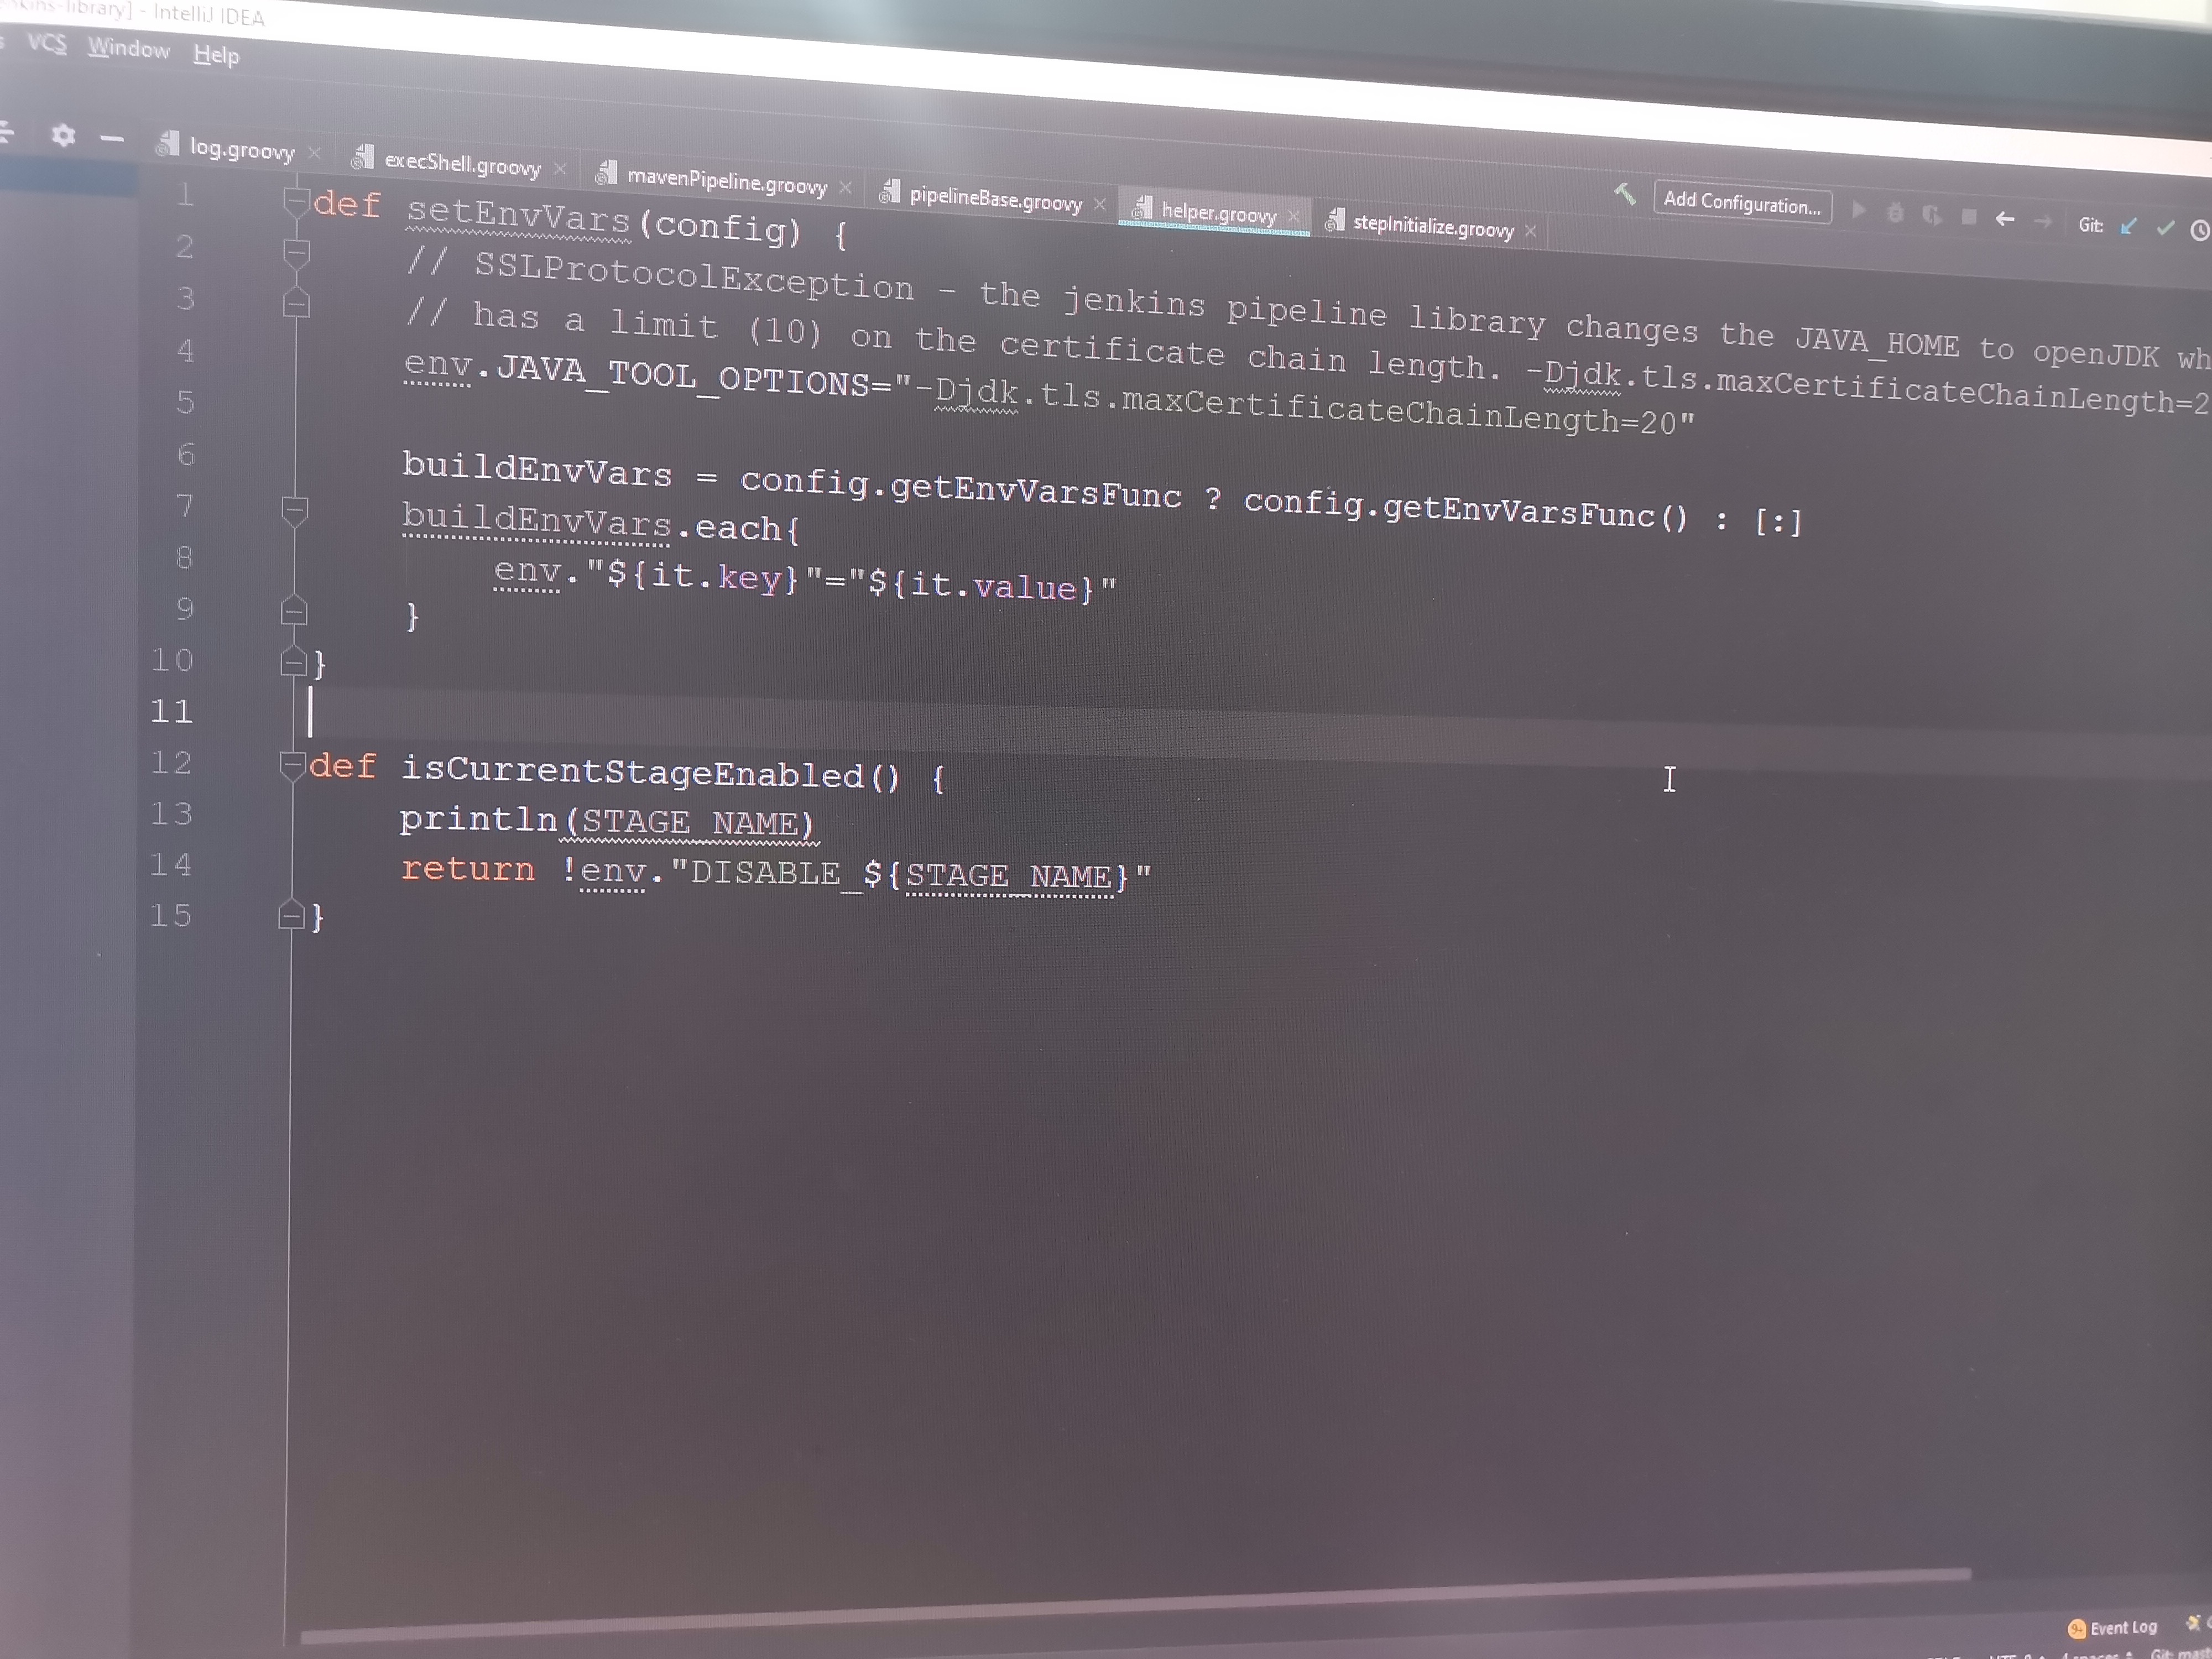 -library] - IntelliJ IDEA
VCS Window Help
log.groovy execShell.groovy mavenPipeline.groovy pipelineBase.groovy helper.groovy stepInitialize.groovy Add Configuration... Git:
1 def setEnvVars(config) {
2 // SSLProtocolException - the jenkins pipeline library changes the JAVA_HOME to openJDK wh
3 // has a limit (10) on the certificate chain length. -Djdk.tls.maxCertificateChainLength=2
4 env.JAVA_TOOL_OPTIONS="-Djdk.tls.maxCertificateChainLength=20"
5
6 buildEnvVars = config.getEnvVarsFunc ? config.getEnvVarsFunc() : [:]
7 buildEnvVars.each{
8 env."${it.key}"="${it.value}"
9 }
10 }
11
12 def isCurrentStageEnabled() {
13 println(STAGE_NAME)
14 return !env."DISABLE_${STAGE_NAME}"
15 }
9+ Event Log